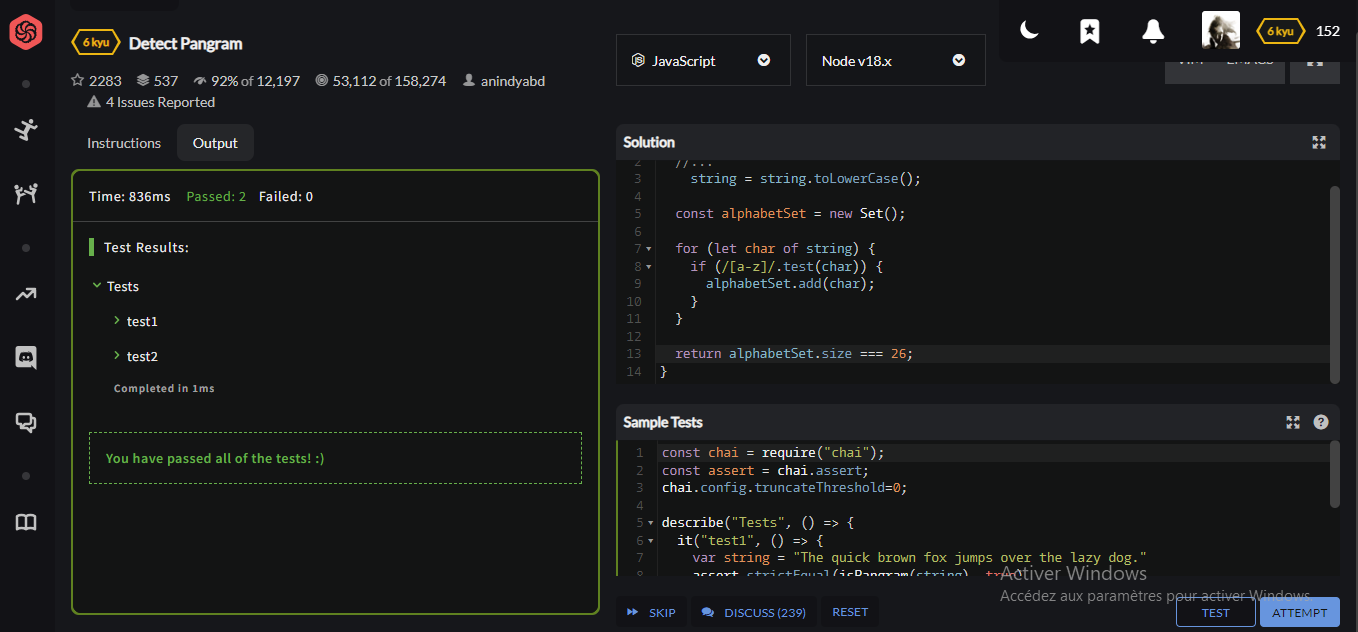 6 kyu Detect Pangram
2283 537 92% of 12,197 53,112 of 158,274 anindyabd
4 Issues Reported
Instructions Output
Time: 836ms Passed: 2 Failed: 0
Test Results:
Tests
test1
test2
Completed in 1ms
You have passed all of the tests! :)
6 kyu 152
JavaScript Node v18.x
VIM EMACS
Solution
2 //...
3 string = string.toLowerCase();
4
5 const alphabetSet = new Set();
6
7 for (let char of string) {
8 if (/[a-z]/.test(char)) {
9 alphabetSet.add(char);
10 }
11 }
12
13 return alphabetSet.size === 26;
14 }
Sample Tests
1 const chai = require("chai");
2 const assert = chai.assert;
3 chai.config.truncateThreshold=0;
4
5 describe("Tests", () => {
6 it("test1", () => {
7 var string = "The quick brown fox jumps over the lazy dog."
8 assert.strictEqual(isPangram(string), true)
Activer Windows
Accédez aux paramètres pour activer Windows.
SKIP DISCUSS (239) RESET TEST ATTEMPT